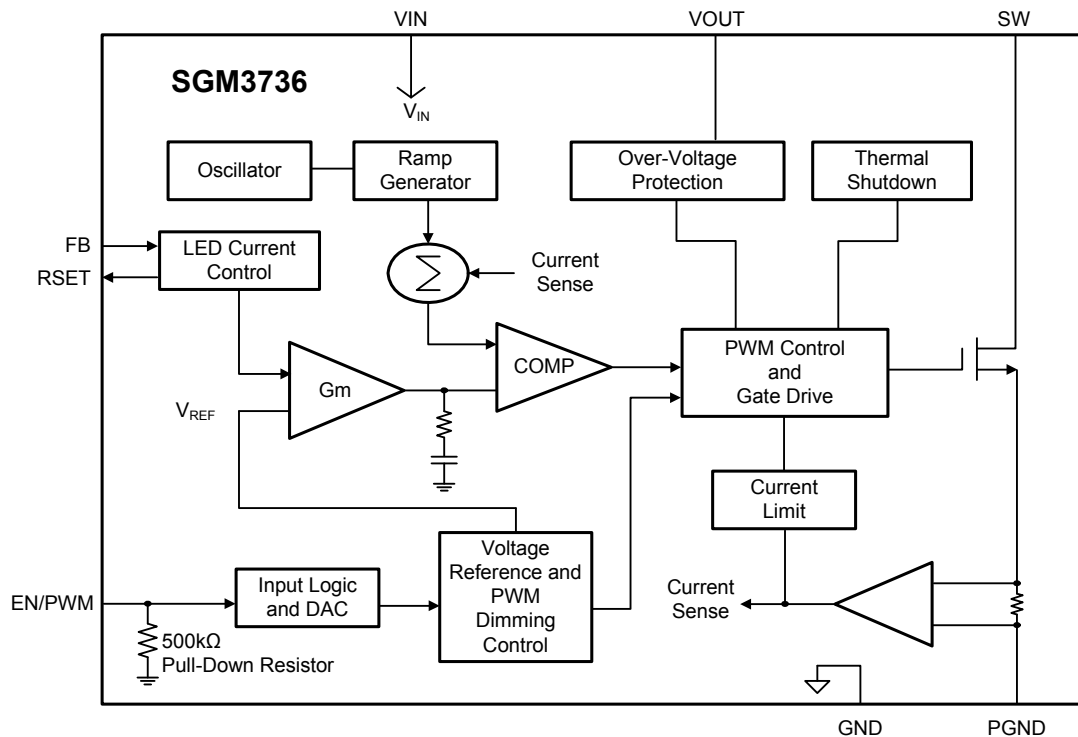 VIN
VOUT
SW
SGM3736
VIN
Oscillator
Ramp
Generator
Over-Voltage
Protection
Thermal
Shutdown
FB
RSET
LED Current
Control
Σ
Current
Sense
Gm
COMP
PWM Control
and
Gate Drive
VREF
Current
Limit
EN/PWM
Input Logic
and DAC
Voltage
Reference and
PWM
Dimming
Control
Current
Sense
500kΩ
Pull-Down Resistor
GND
PGND